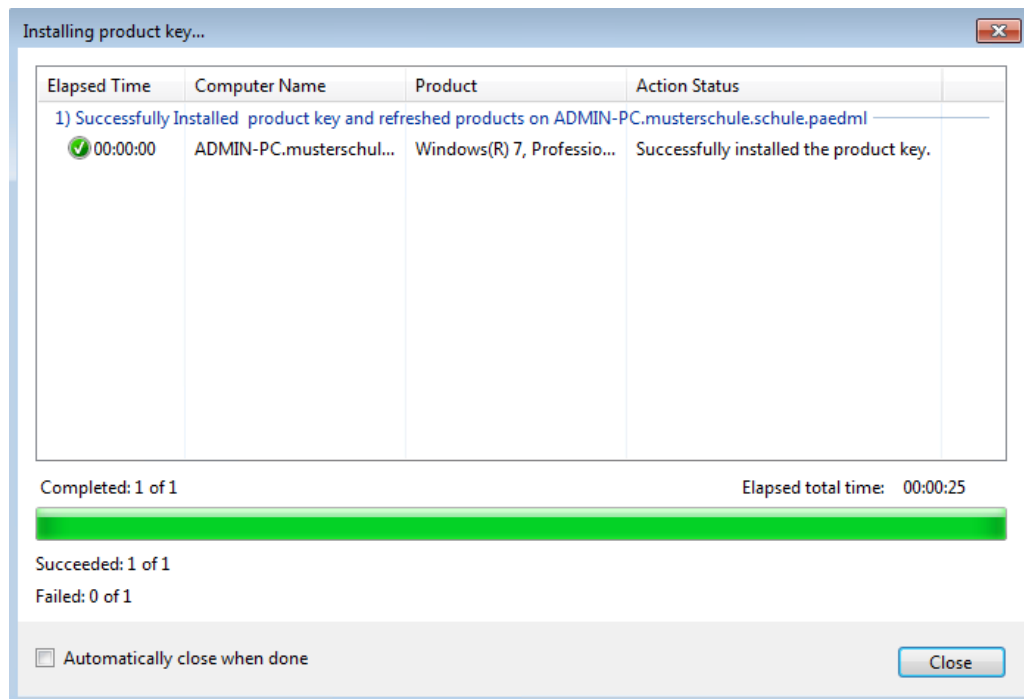 Installing product key...
Elapsed Time Computer Name Product Action Status
1) Successfully Installed product key and refreshed products on ADMIN-PC.musterschule.schule.paedml
00:00:00 ADMIN-PC.musterschul... Windows(R) 7, Professio... Successfully installed the product key.
Completed: 1 of 1 Elapsed total time: 00:00:25
Succeeded: 1 of 1
Failed: 0 of 1
Automatically close when done Close